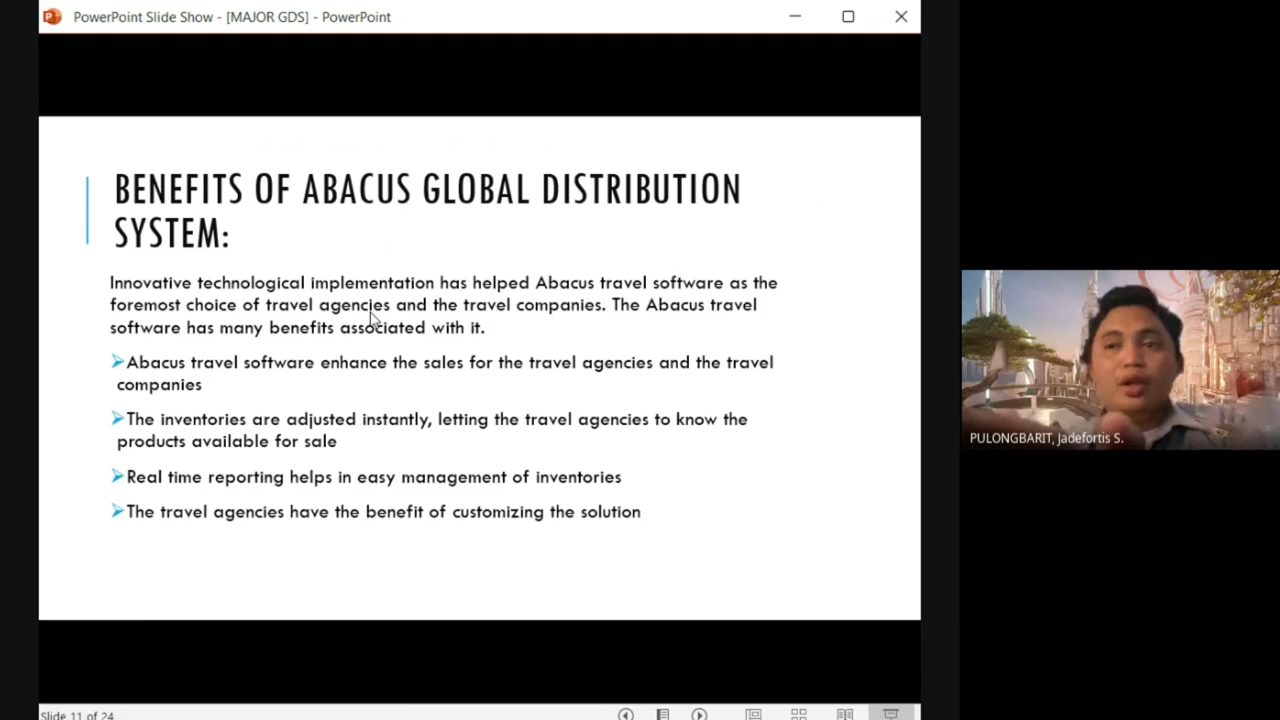 PowerPoint Slide Show - [MAJOR GDS] - PowerPoint
BENEFITS OF ABACUS GLOBAL DISTRIBUTION
SYSTEM:
Innovative technological implementation has helped Abacus travel software as the
foremost choice of travel agencies and the travel companies. The Abacus travel
software has many benefits associated with it.
Abacus travel software enhance the sales for the travel agencies and the travel
companies
The inventories are adjusted instantly, letting the travel agencies to know the
products available for sale
Real time reporting helps in easy management of inventories
The travel agencies have the benefit of customizing the solution
PULONGBARIT, Jadefortis S.
Slide 11 of 24